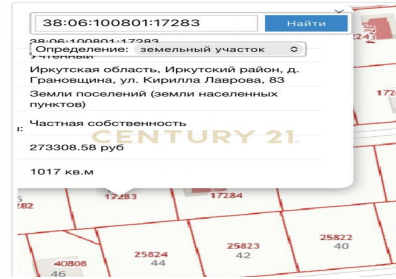 38:06:100801:17283
Найти
38:06:100801:17283
Определение: земельный участок
Учтенный
Иркутская область, Иркутский район, д.
Грановщина, ул. Кирилла Лаврова, 83
Земли поселений (земли населенных
пунктов)
Частная собственность
CENTURY 21
273308.58 руб
1017 кв.м
17283
17284
25824
44
25823
42
25822
40
40808
46